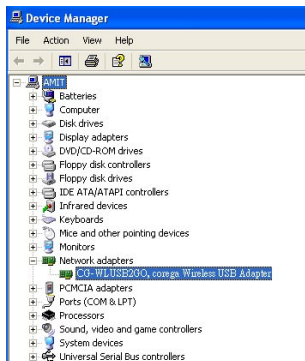 Device Manager
File Action View Help
AMIT
Batteries
Computer
Disk drives
Display adapters
DVD/CD-ROM drives
Floppy disk controllers
Floppy disk drives
IDE ATA/ATAPI controllers
Infrared devices
Keyboards
Mice and other pointing devices
Monitors
Network adapters
CG-WLUSB2GO, corega Wireless USB Adapter
PCMCIA adapters
Ports (COM & LPT)
Processors
Sound, video and game controllers
System devices
Universal Serial Bus controllers